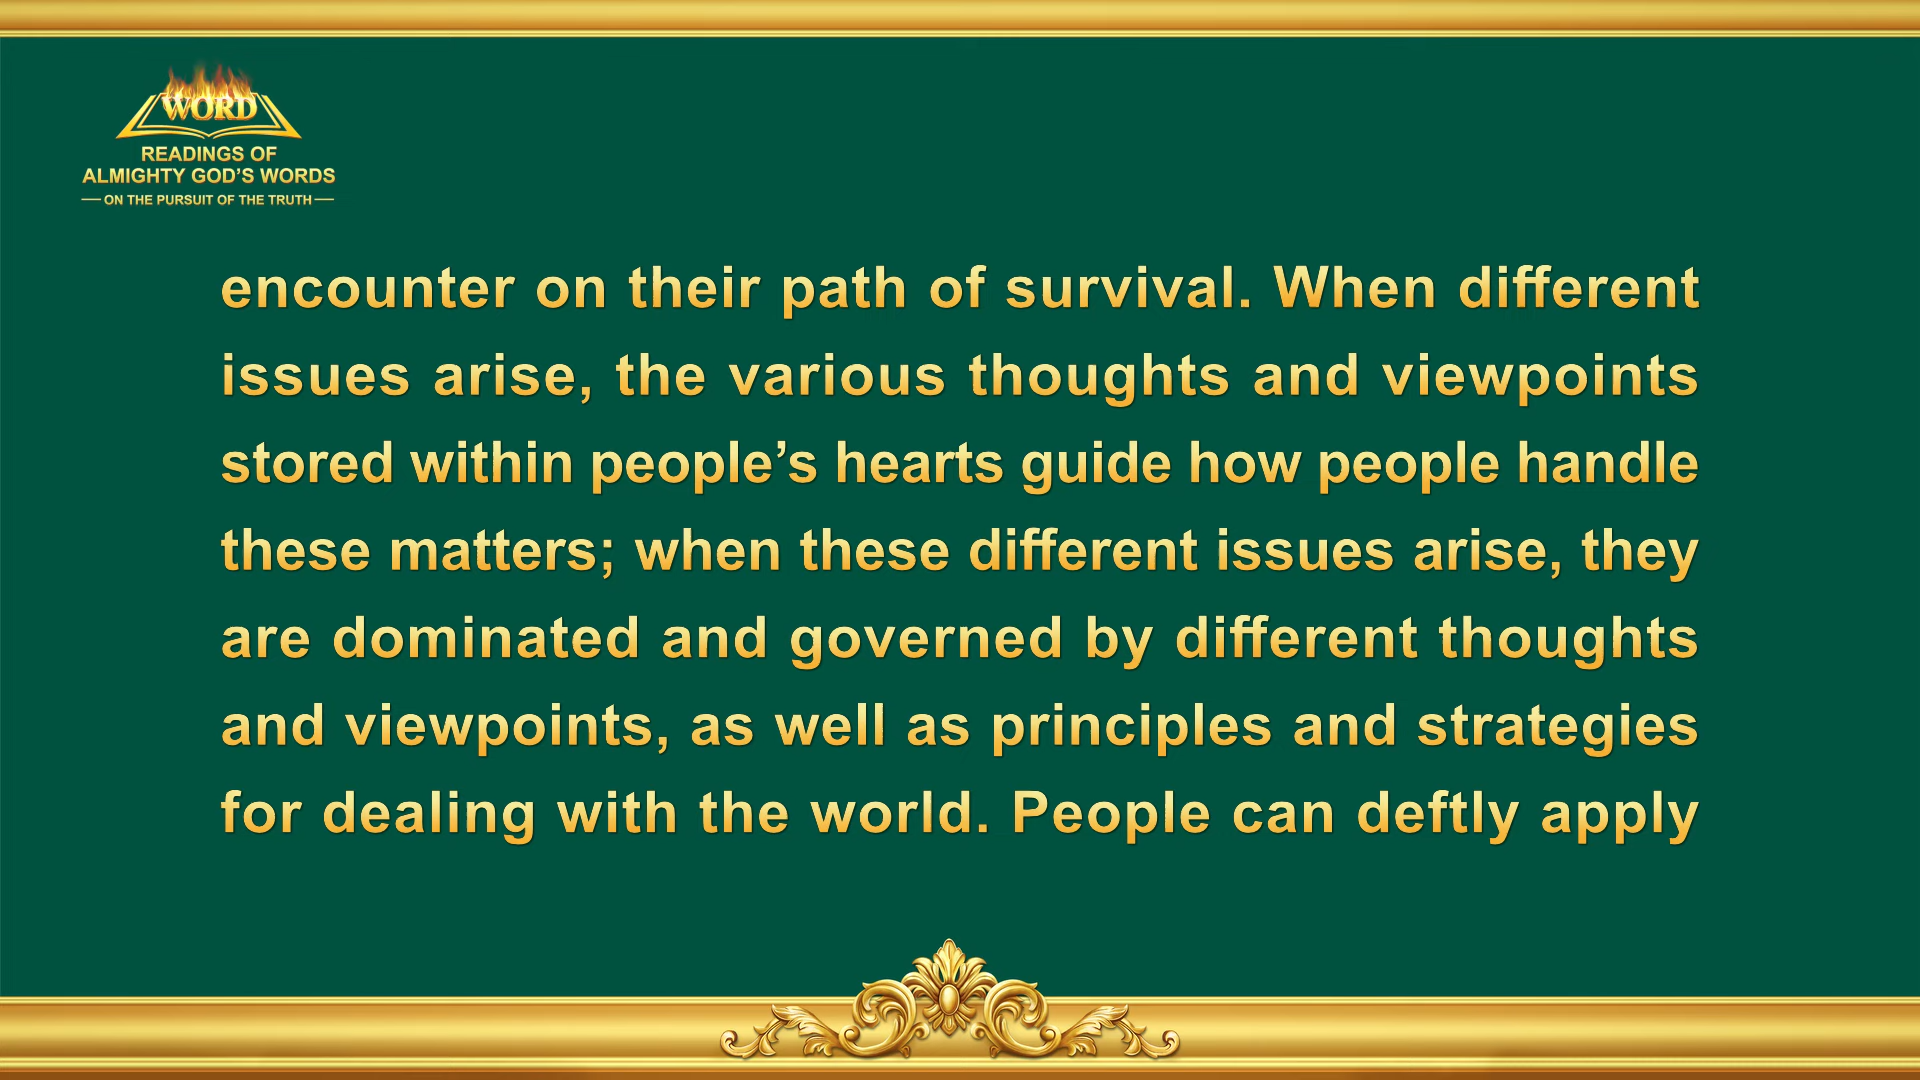 WORD
READINGS OF
ALMIGHTY GOD’S WORDS
— ON THE PURSUIT OF THE TRUTH —
encounter on their path of survival. When different
issues arise, the various thoughts and viewpoints
stored within people’s hearts guide how people handle
these matters; when these different issues arise, they
are dominated and governed by different thoughts
and viewpoints, as well as principles and strategies
for dealing with the world. People can deftly apply